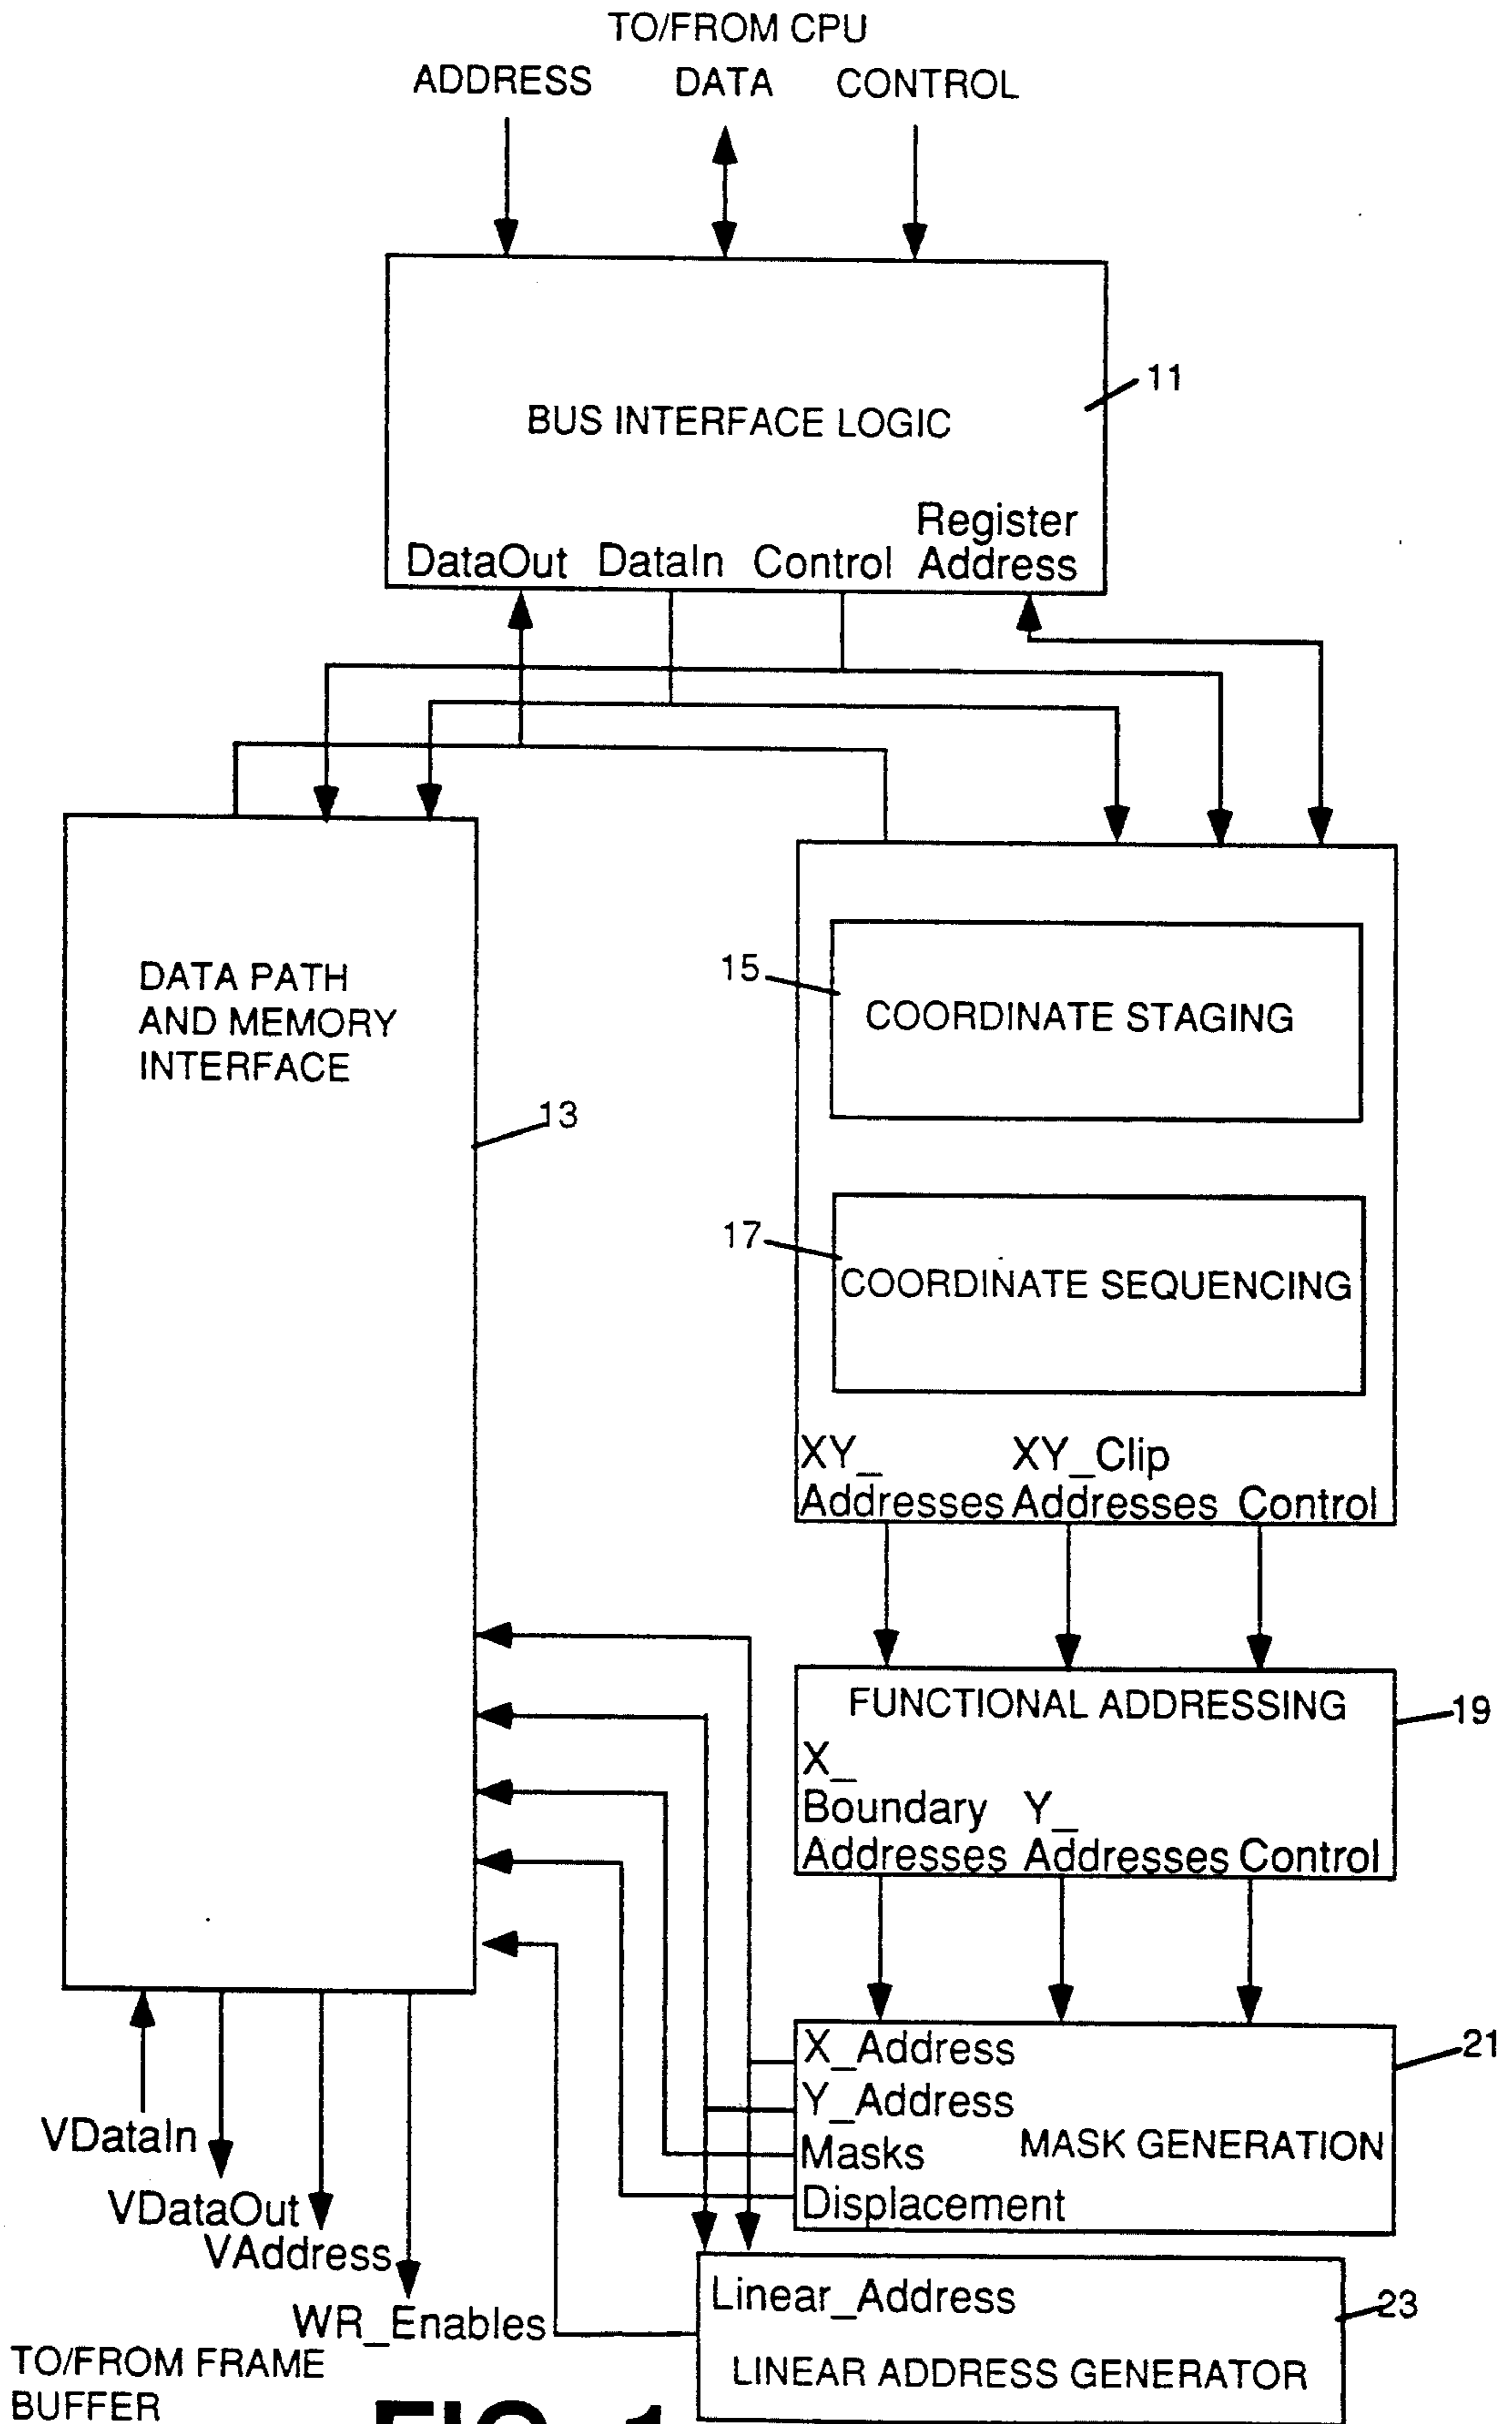 TO/FROM CPU
ADDRESS DATA CONTROL
11
BUS INTERFACE LOGIC
Register
DataOut DataIn Control Address
DATA PATH
AND MEMORY
INTERFACE
13
15
COORDINATE STAGING
17
COORDINATE SEQUENCING
XY_ XY_Clip
Addresses Addresses Control
FUNCTIONAL ADDRESSING
19
X_
Boundary Y_
Addresses Addresses Control
X_Address
21
Y_Address
MASK GENERATION
Masks
Displacement
VDataIn
VDataOut
VAddress
WR_Enables
Linear_Address
23
LINEAR ADDRESS GENERATOR
TO/FROM FRAME
BUFFER
FIG. 1